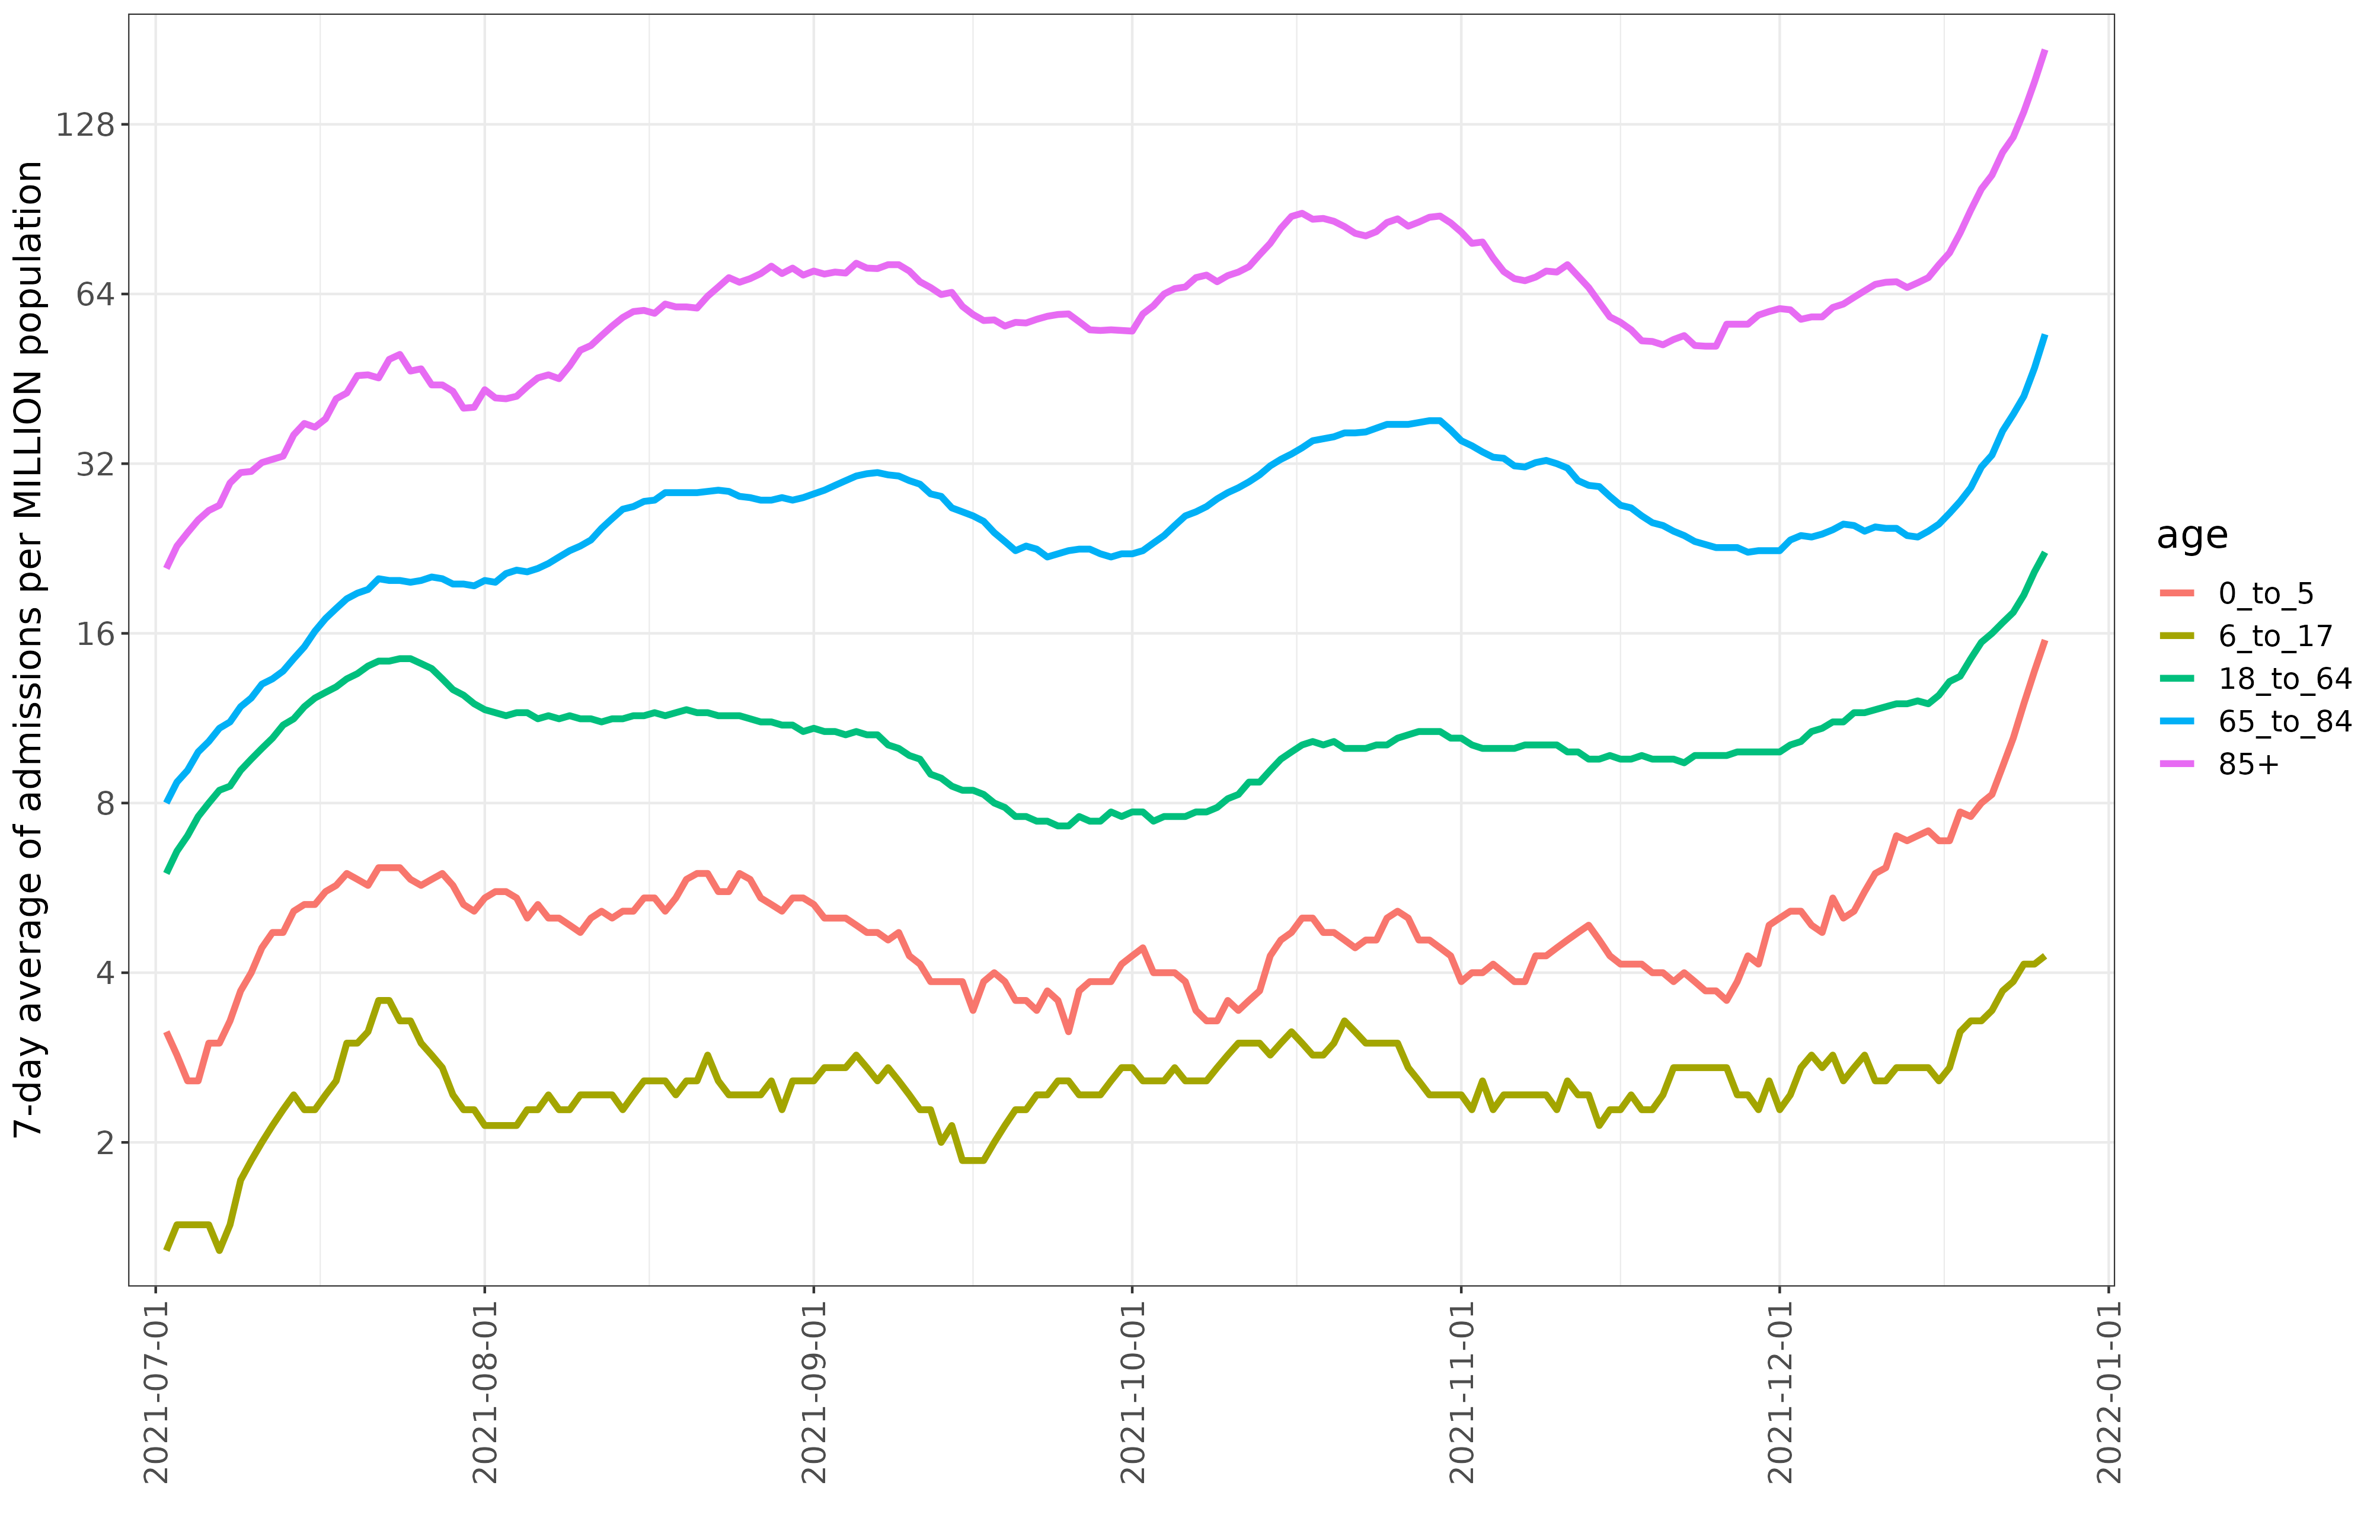 7-day average of admissions per MILLION population
128
64
32
16
8
4
2
2021-07-01
2021-08-01
2021-09-01
2021-10-01
2021-11-01
2021-12-01
2022-01-01
age
0_to_5
6_to_17
18_to_64
65_to_84
85+